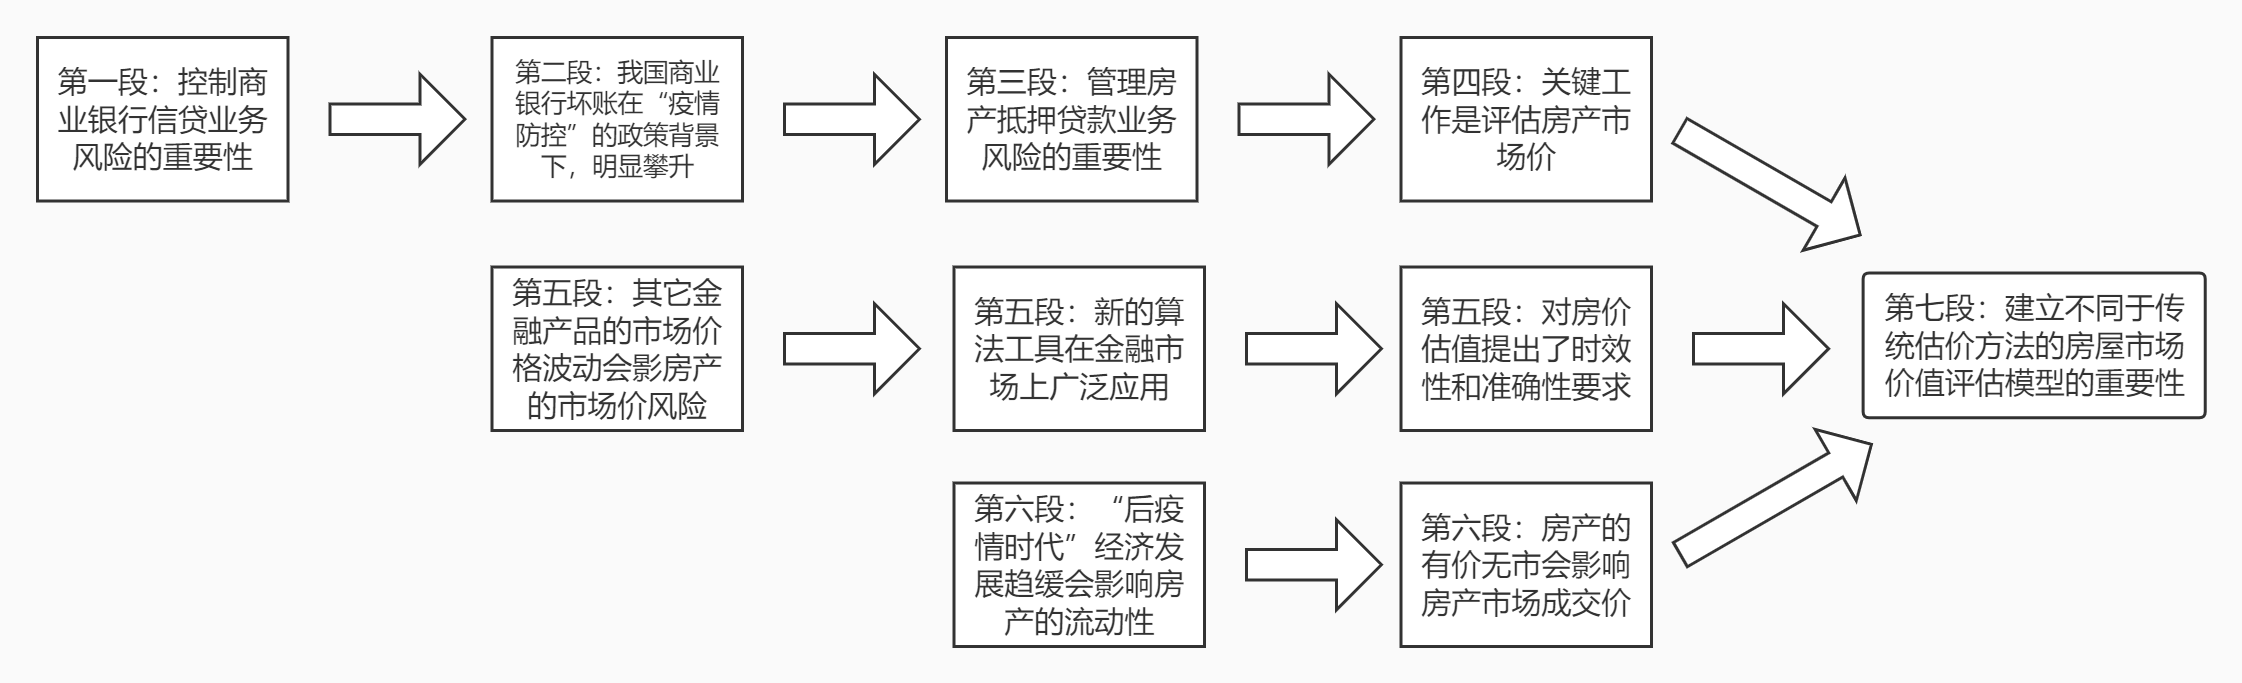 第一段：控制商
业银行信贷业务
风险的重要性
第二段：我国商业
银行坏账在“疫情
防控”的政策背景
下，明显攀升
第三段：管理房
产抵押贷款业务
风险的重要性
第四段：关键工
作是评估房产市
场价
第五段：其它金
融产品的市场价
格波动会影房产
的市场价风险
第五段：新的算
法工具在金融市
场上广泛应用
第五段：对房价
估值提出了时效
性和准确性要求
第七段：建立不同于传
统估价方法的房屋市场
价值评估模型的重要性
第六段：“后疫
情时代”经济发
展趋缓会影响房
产的流动性
第六段：房产的
有价无市会影响
房产市场成交价